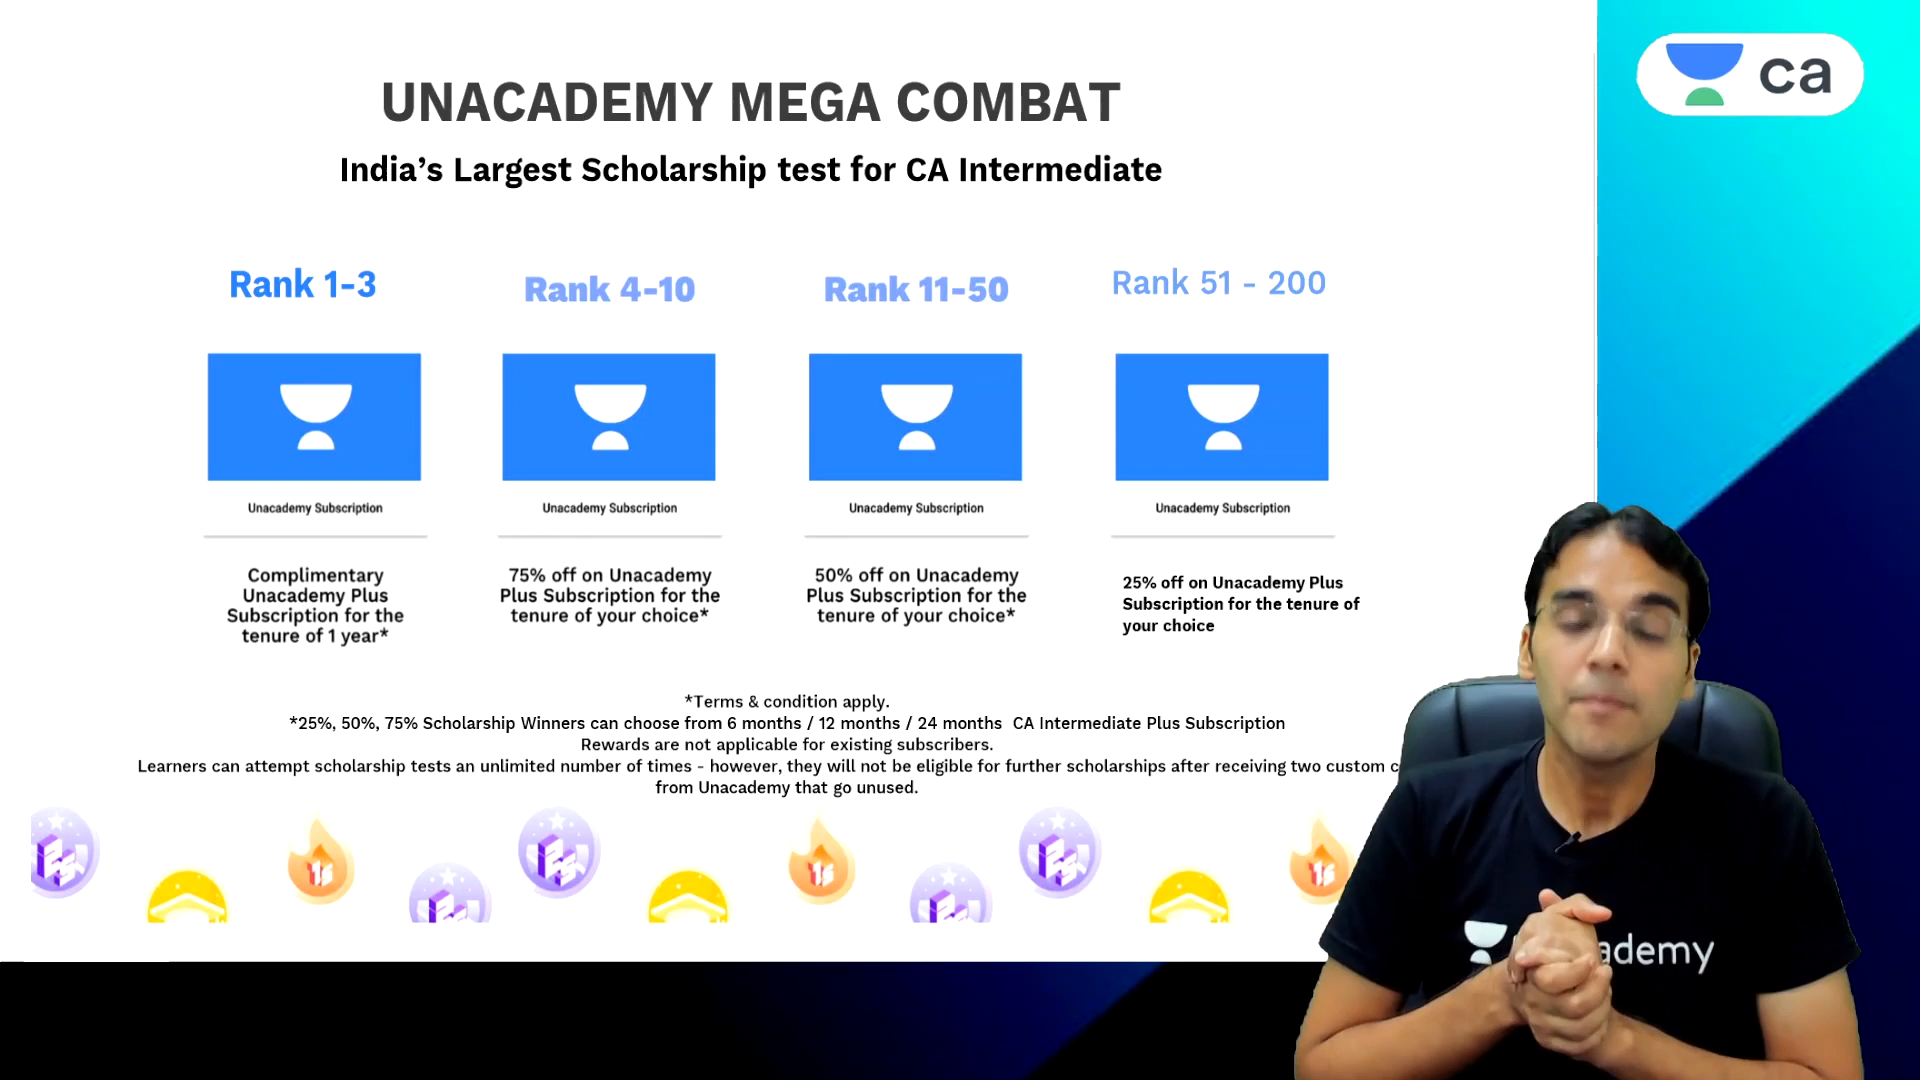 UNACADEMY MEGA COMBAT
India's Largest Scholarship test for CA Intermediate
ca
Rank 1-3
Rank 4-10
Rank 11-50
Rank 51 - 200
Unacademy Subscription
Unacademy Subscription
Unacademy Subscription
Unacademy Subscription
Complimentary
Unacademy Plus
Subscription for the
tenure of 1 year*
75% off on Unacademy
Plus Subscription for the
tenure of your choice*
50% off on Unacademy
Plus Subscription for the
tenure of your choice*
25% off on Unacademy Plus
Subscription for the tenure of
your choice
*Terms & condition apply.
*25%, 50%, 75% Scholarship Winners can choose from 6 months / 12 months / 24 months CA Intermediate Plus Subscription
Rewards are not applicable for existing subscribers.
Learners can attempt scholarship tests an unlimited number of times - however, they will not be eligible for further scholarships after receiving two custom
from Unacademy that go unused.
ademy